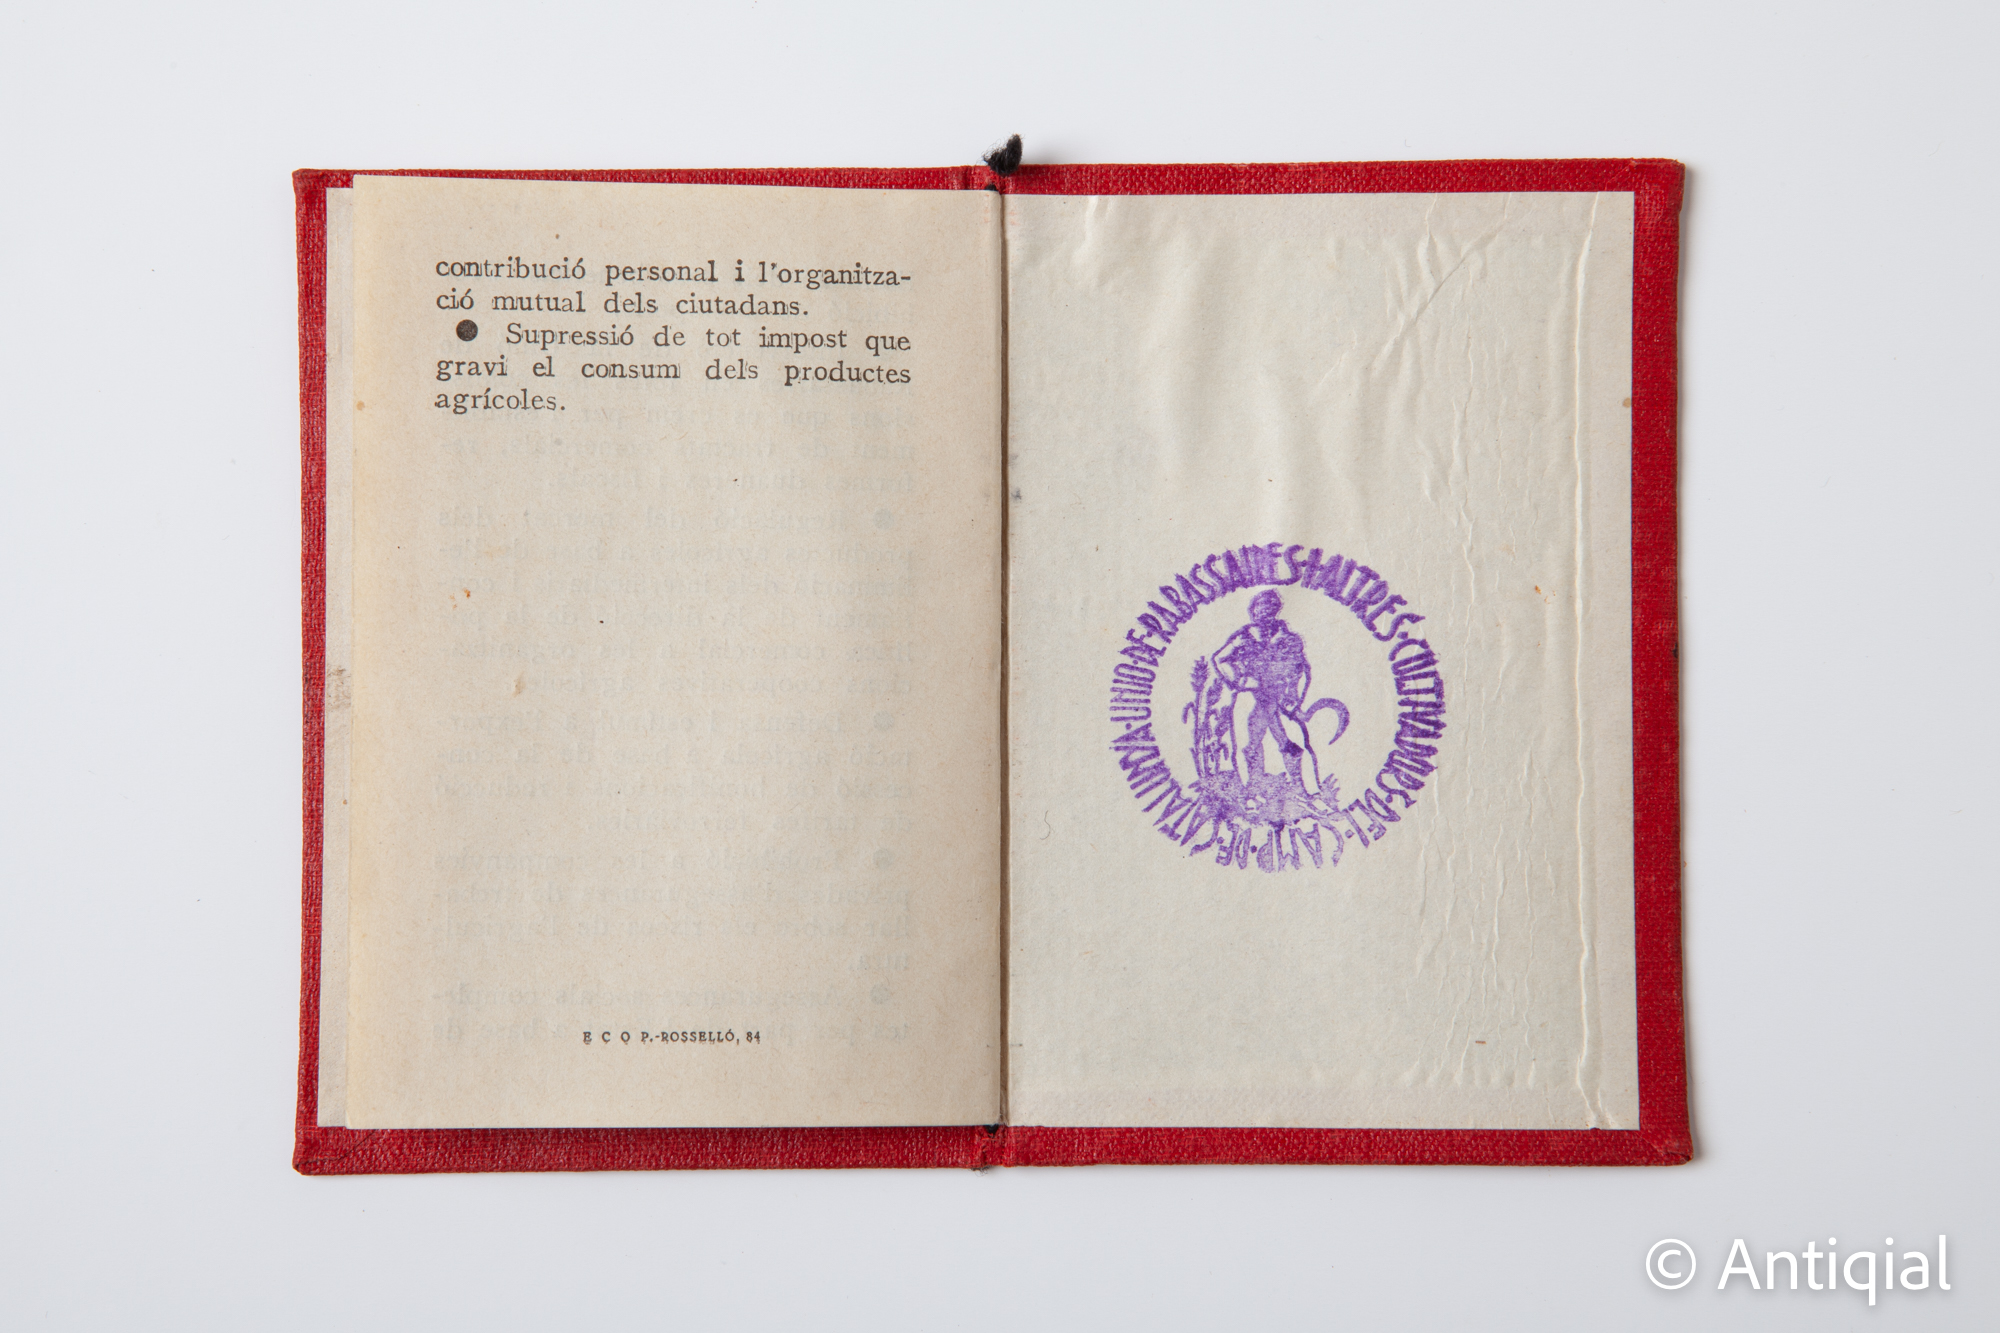 contribució personal i l'organitza-
ció mutual dels ciutadans.
● Supressió de tot impost que
gravi el consum dels productes
agrícoles.
E C O P.-ROSSELLÓ, 84
UNIO·DE·RABASSAIRES·I·ALTRES·CULTIVADORS·DEL·CAMP·DE·CATALUNYA·
© Antiqial